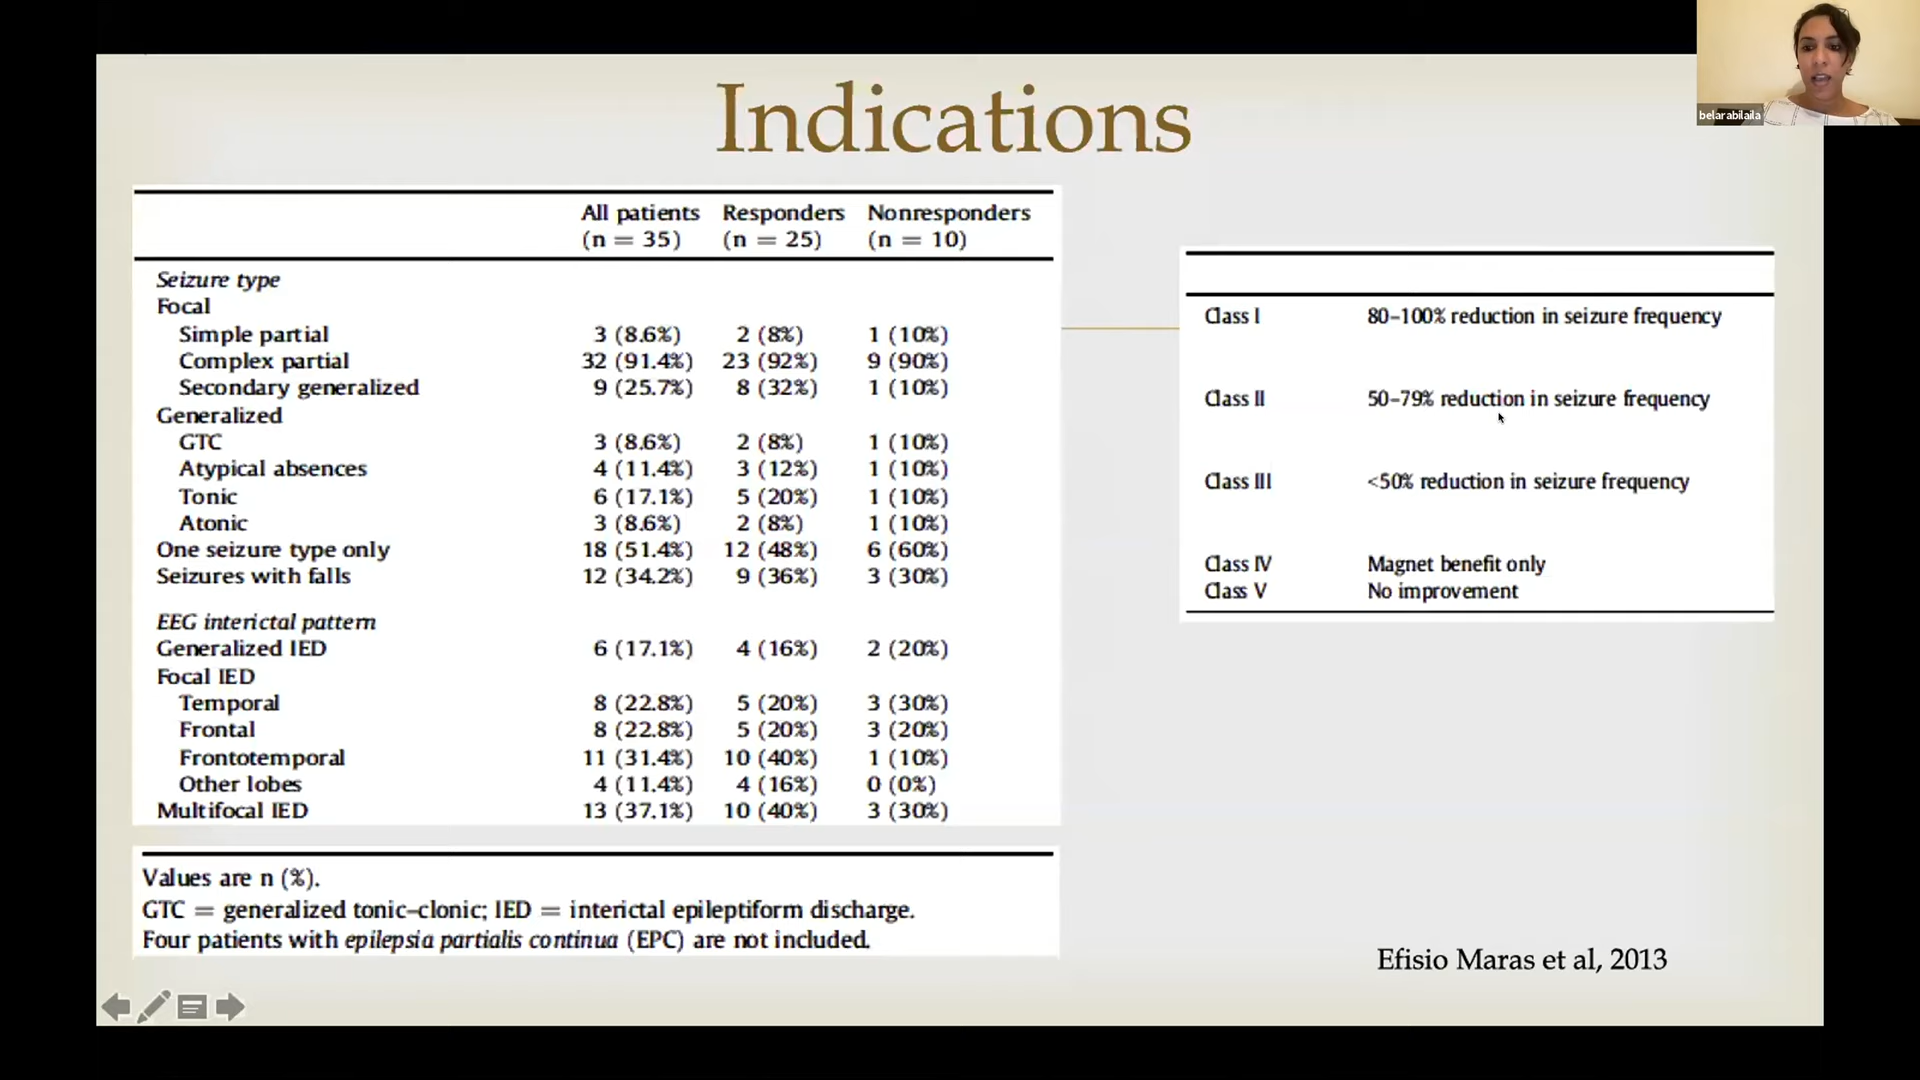 belarabilaila
Indications
All patients Responders Nonresponders
(n = 35) (n = 25) (n = 10)
Seizure type
Focal
Simple partial 3 (8.6%) 2 (8%) 1 (10%)
Complex partial 32 (91.4%) 23 (92%) 9 (90%)
Secondary generalized 9 (25.7%) 8 (32%) 1 (10%)
Generalized
GTC 3 (8.6%) 2 (8%) 1 (10%)
Atypical absences 4 (11.4%) 3 (12%) 1 (10%)
Tonic 6 (17.1%) 5 (20%) 1 (10%)
Atonic 3 (8.6%) 2 (8%) 1 (10%)
One seizure type only 18 (51.4%) 12 (48%) 6 (60%)
Seizures with falls 12 (34.2%) 9 (36%) 3 (30%)
EEG interictal pattern
Generalized IED 6 (17.1%) 4 (16%) 2 (20%)
Focal IED
Temporal 8 (22.8%) 5 (20%) 3 (30%)
Frontal 8 (22.8%) 5 (20%) 3 (20%)
Frontotemporal 11 (31.4%) 10 (40%) 1 (10%)
Other lobes 4 (11.4%) 4 (16%) 0 (0%)
Multifocal IED 13 (37.1%) 10 (40%) 3 (30%)
Values are n (%).
GTC = generalized tonic–clonic; IED = interictal epileptiform discharge.
Four patients with epilepsia partialis continua (EPC) are not included.
Class I 80–100% reduction in seizure frequency
Class II 50–79% reduction in seizure frequency
Class III <50% reduction in seizure frequency
Class IV Magnet benefit only
Class V No improvement
Efisio Maras et al, 2013